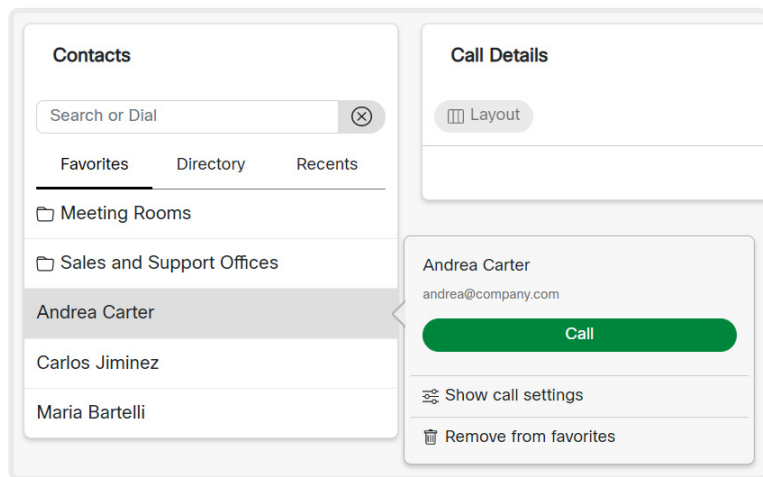 Contacts
Search or Dial
Favorites Directory Recents
Meeting Rooms
Sales and Support Offices
Andrea Carter
Carlos Jiminez
Maria Bartelli
Call Details
Layout
Andrea Carter
andrea@company.com
Call
Show call settings
Remove from favorites